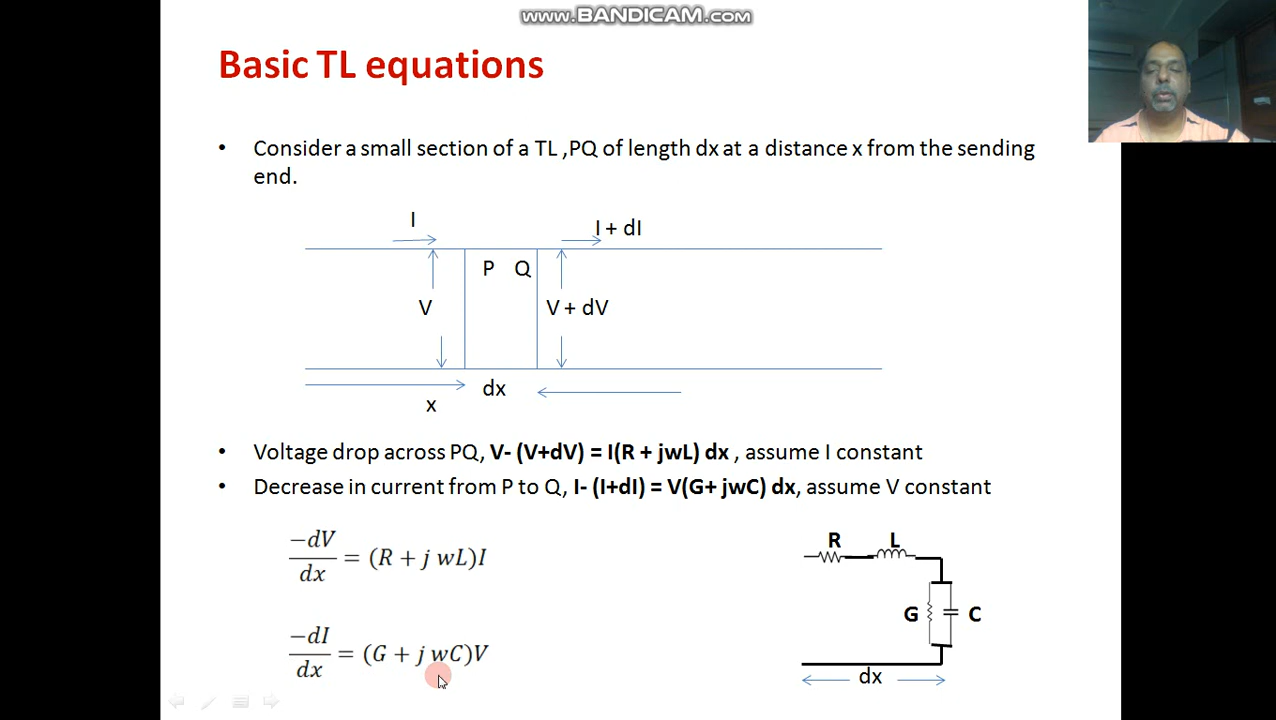 www.BANDICAM.com
Basic TL equations
• Consider a small section of a TL ,PQ of length dx at a distance x from the sending
end.
I
I + dI
P Q
V
V + dV
dx
x
• Voltage drop across PQ, V- (V+dV) = I(R + jwL) dx , assume I constant
• Decrease in current from P to Q, I- (I+dI) = V(G+ jwC) dx, assume V constant
−dV/dx = (R + j wL)I
−dI/dx = (G + j wC)V
R L
G C
dx